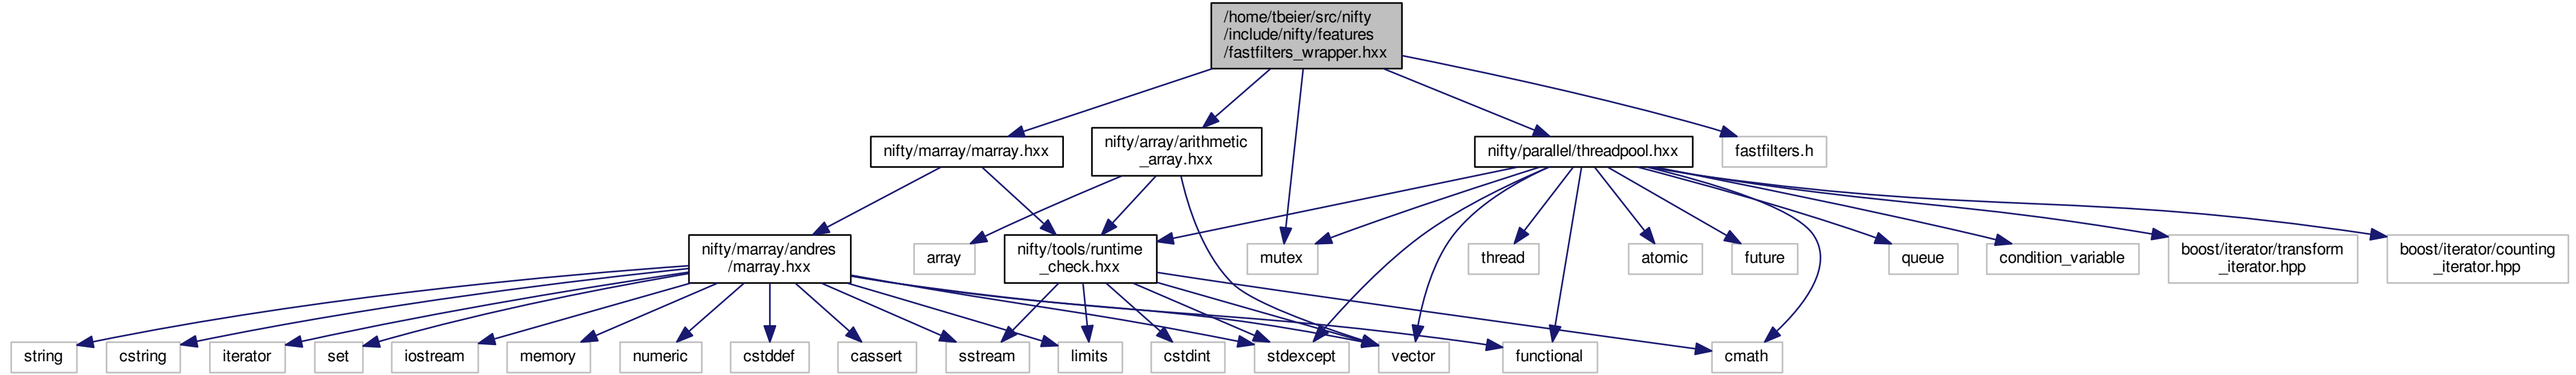 /home/tbeier/src/nifty
/include/nifty/features
/fastfilters_wrapper.hxx
nifty/marray/marray.hxx
nifty/array/arithmetic
_array.hxx
nifty/parallel/threadpool.hxx
fastfilters.h
nifty/marray/andres
/marray.hxx
array
nifty/tools/runtime
_check.hxx
mutex
thread
atomic
future
queue
condition_variable
boost/iterator/transform
_iterator.hpp
boost/iterator/counting
_iterator.hpp
string
cstring
iterator
set
iostream
memory
numeric
cstddef
cassert
sstream
limits
cstdint
stdexcept
vector
functional
cmath